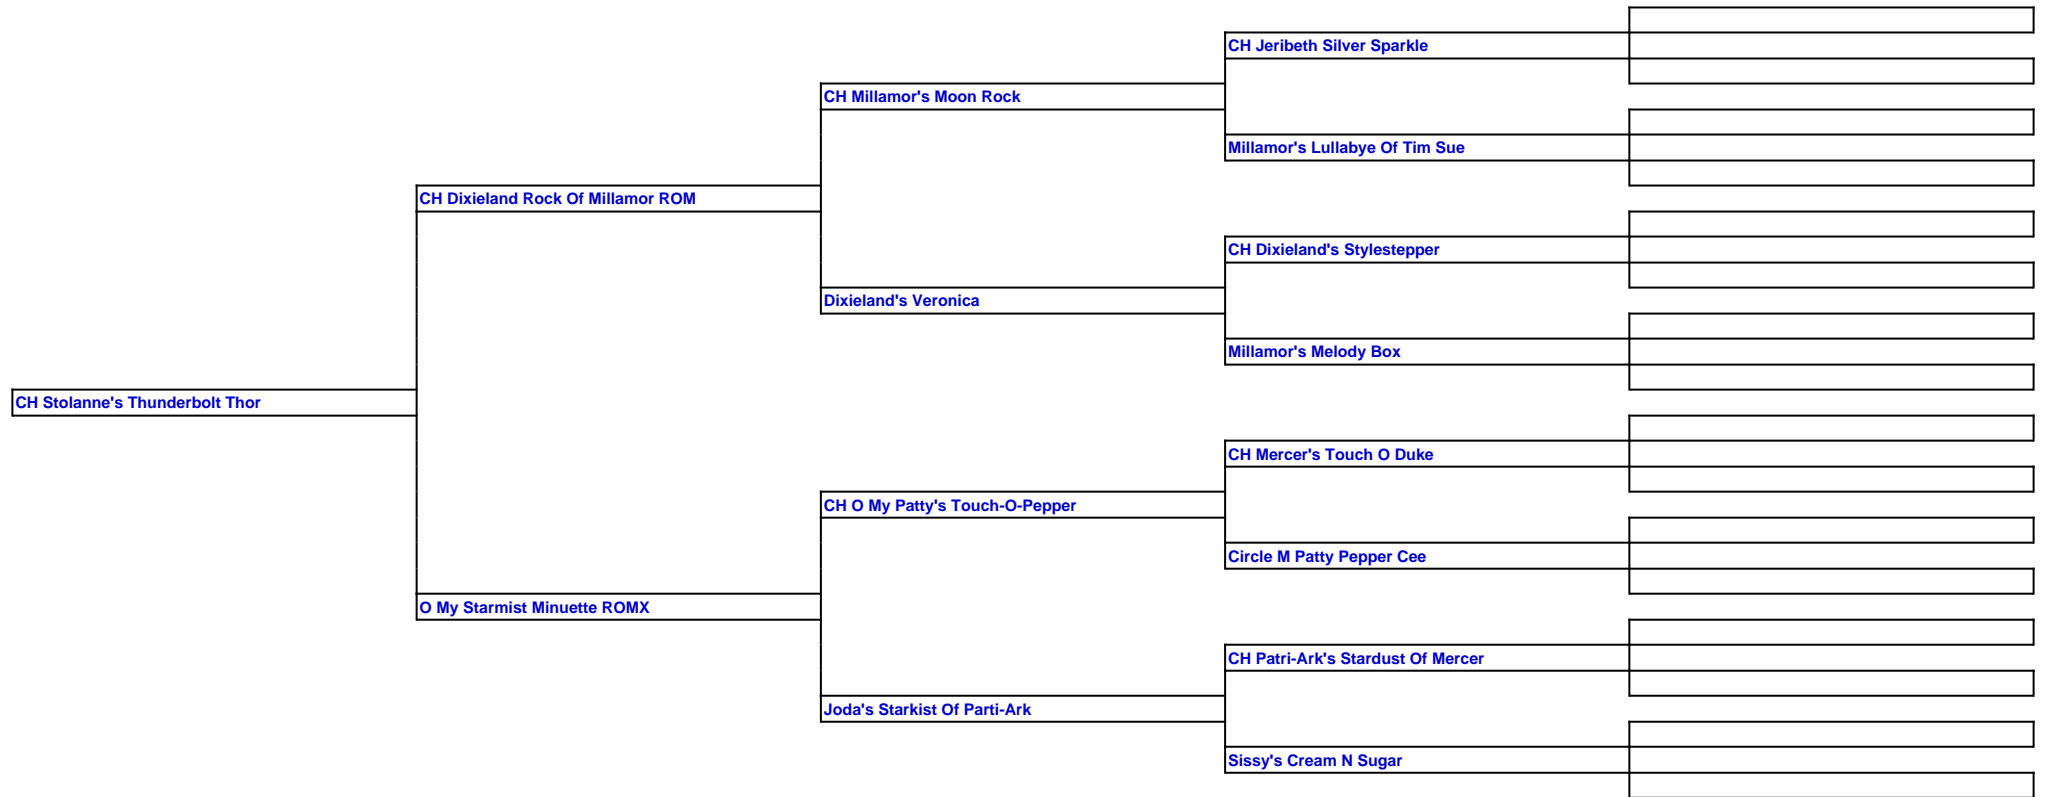 CH Jeribeth Silver Sparkle
CH Millamor's Moon Rock
Millamor's Lullabye Of Tim Sue
CH Dixieland Rock Of Millamor ROM
CH Dixieland's Stylestepper
Dixieland's Veronica
Millamor's Melody Box
CH Stolanne's Thunderbolt Thor
CH Mercer's Touch O Duke
CH O My Patty's Touch-O-Pepper
Circle M Patty Pepper Cee
O My Starmist Minuette ROMX
CH Patri-Ark's Stardust Of Mercer
Joda's Starkist Of Parti-Ark
Sissy's Cream N Sugar